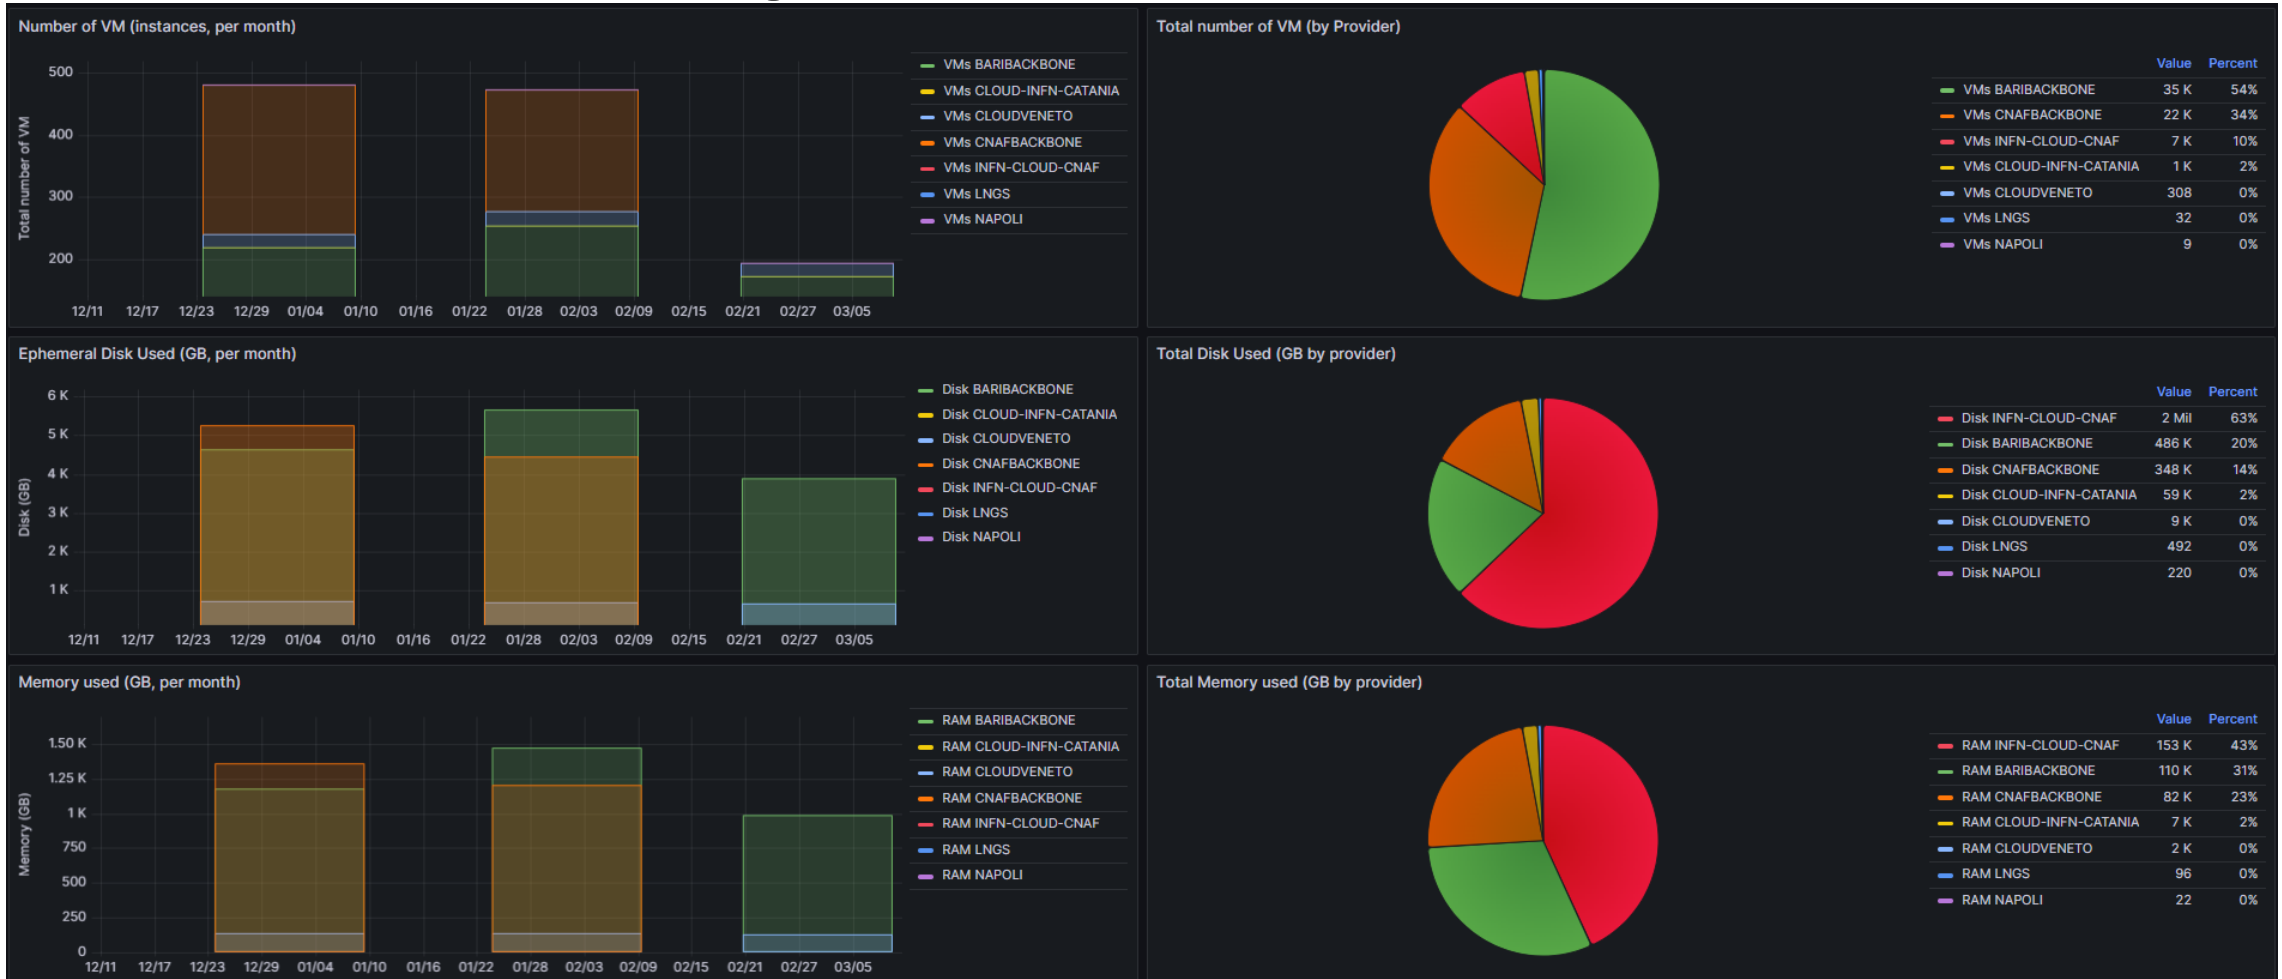 Number of VM (instances, per month)
Total number of VM
500
400
300
200
12/11 12/17 12/23 12/29 01/04 01/10 01/16 01/22 01/28 02/03 02/09 02/15 02/21 02/27 03/05
VMs BARIBACKBONE
VMs CLOUD-INFN-CATANIA
VMs CLOUDVENETO
VMs CNAFBACKBONE
VMs INFN-CLOUD-CNAF
VMs LNGS
VMs NAPOLI
Total number of VM (by Provider)
Value Percent
VMs BARIBACKBONE 35 K 54%
VMs CNAFBACKBONE 22 K 34%
VMs INFN-CLOUD-CNAF 7 K 10%
VMs CLOUD-INFN-CATANIA 1 K 2%
VMs CLOUDVENETO 308 0%
VMs LNGS 32 0%
VMs NAPOLI 9 0%
Ephemeral Disk Used (GB, per month)
Disk (GB)
6 K
5 K
4 K
3 K
2 K
1 K
12/11 12/17 12/23 12/29 01/04 01/10 01/16 01/22 01/28 02/03 02/09 02/15 02/21 02/27 03/05
Disk BARIBACKBONE
Disk CLOUD-INFN-CATANIA
Disk CLOUDVENETO
Disk CNAFBACKBONE
Disk INFN-CLOUD-CNAF
Disk LNGS
Disk NAPOLI
Total Disk Used (GB by provider)
Value Percent
Disk INFN-CLOUD-CNAF 2 Mil 63%
Disk BARIBACKBONE 486 K 20%
Disk CNAFBACKBONE 348 K 14%
Disk CLOUD-INFN-CATANIA 59 K 2%
Disk CLOUDVENETO 9 K 0%
Disk LNGS 492 0%
Disk NAPOLI 220 0%
Memory used (GB, per month)
Memory (GB)
1.50 K
1.25 K
1 K
750
500
250
0
12/11 12/17 12/23 12/29 01/04 01/10 01/16 01/22 01/28 02/03 02/09 02/15 02/21 02/27 03/05
RAM BARIBACKBONE
RAM CLOUD-INFN-CATANIA
RAM CLOUDVENETO
RAM CNAFBACKBONE
RAM INFN-CLOUD-CNAF
RAM LNGS
RAM NAPOLI
Total Memory used (GB by provider)
Value Percent
RAM INFN-CLOUD-CNAF 153 K 43%
RAM BARIBACKBONE 110 K 31%
RAM CNAFBACKBONE 82 K 23%
RAM CLOUD-INFN-CATANIA 7 K 2%
RAM CLOUDVENETO 2 K 0%
RAM LNGS 96 0%
RAM NAPOLI 22 0%